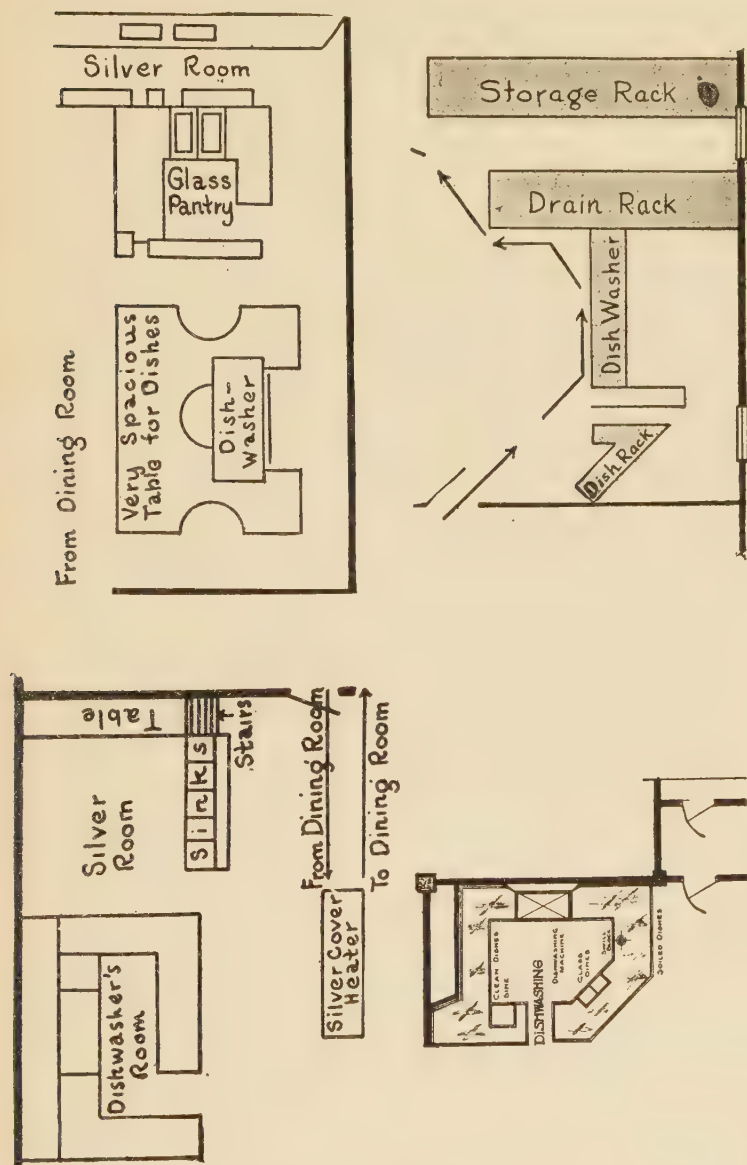 Silver Room
Glass
Pantry
From Dining Room
Very Spacious
Table for Dishes
Dish-
Washer
Storage Rack
Drain Rack
Dish Washer
Dish Rack
Table
Silver
Room
Sinks
Stairs
Dishwasher's
Room
From Dining Room
To Dining Room
Silver Cover
Heater
CLEAN DISHES
DISHWASHING
MACHINE
DISHWASHING
GLASS
SOILED DISHES